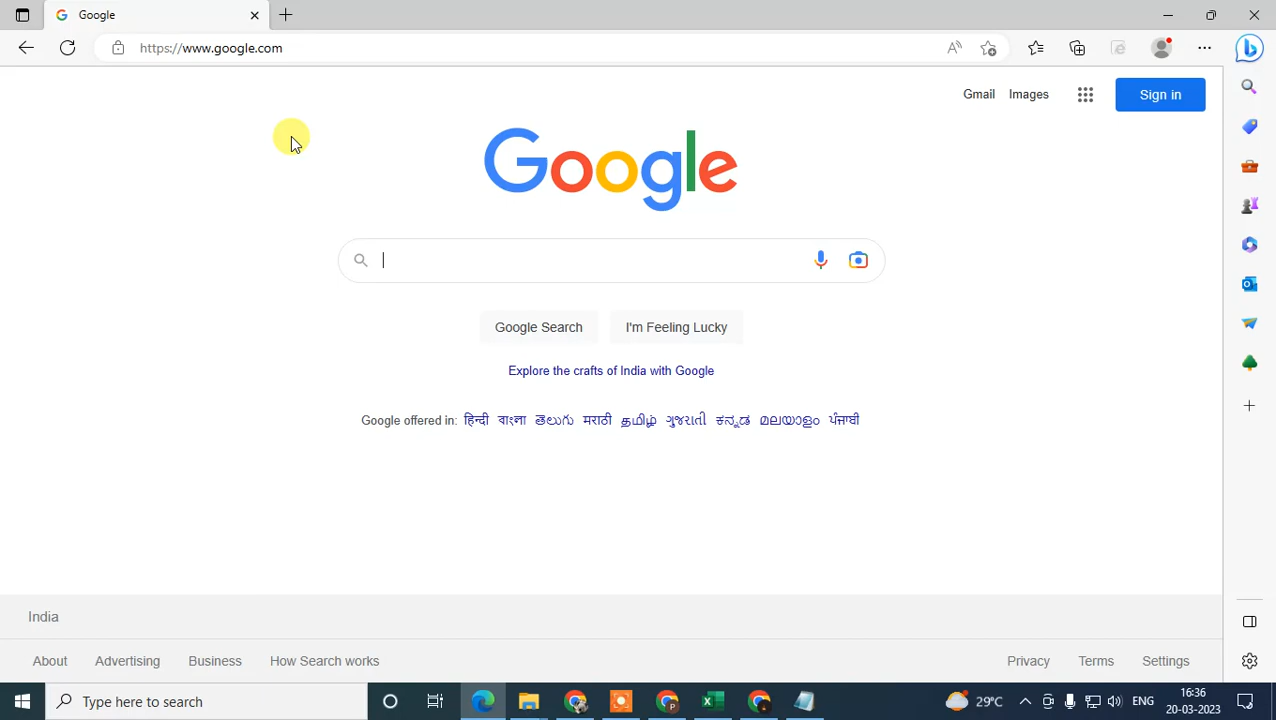 Google
https://www.google.com
Gmail Images Sign in
Google
Google Search I'm Feeling Lucky
Explore the crafts of India with Google
Google offered in: हिन्दी বাংলা తెలుగు मराठी தமிழ் ગુજરાતી ಕನ್ನಡ മലയാളം ਪੰਜਾਬੀ
India
About Advertising Business How Search works Privacy Terms Settings
Type here to search 29°C ENG 16:36
20-03-2023